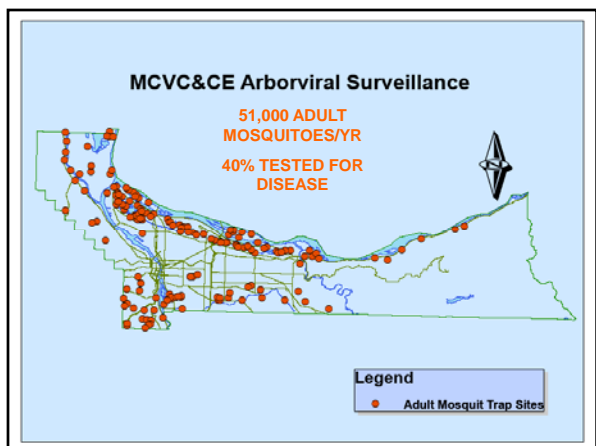 MCVC&CE Arborviral Surveillance
51,000 ADULT
MOSQUITOES/YR
40% TESTED FOR
DISEASE
Legend
Adult Mosquit Trap Sites